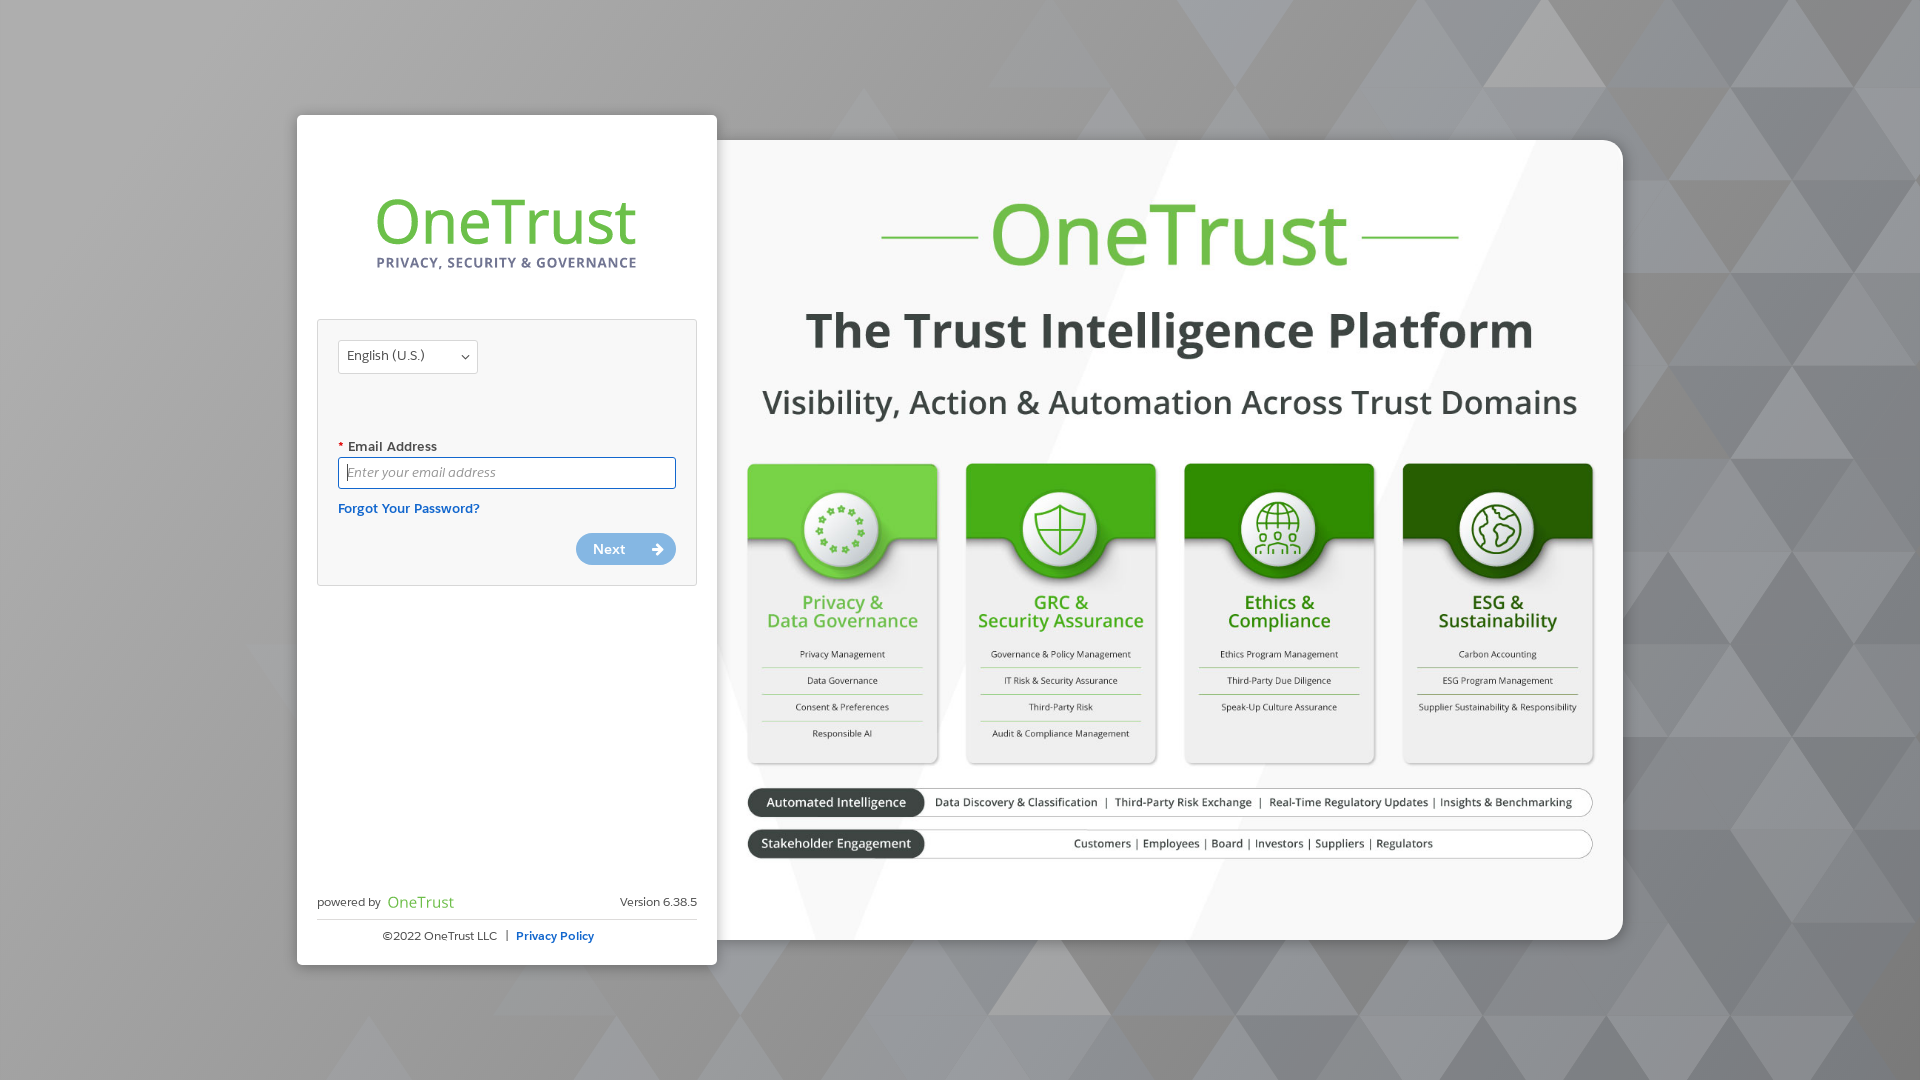 OneTrust
PRIVACY, SECURITY & GOVERNANCE
English (U.S.)
* Email Address
Enter your email address
Forgot Your Password?
Next
powered by OneTrust
Version 6.38.5
©2022 OneTrust LLC | Privacy Policy
OneTrust
The Trust Intelligence Platform
Visibility, Action & Automation Across Trust Domains
Privacy &
Data Governance
Privacy Management
Data Governance
Consent & Preferences
Responsible AI
GRC &
Security Assurance
Governance & Policy Management
IT Risk & Security Assurance
Third-Party Risk
Audit & Compliance Management
Ethics &
Compliance
Ethics Program Management
Third-Party Due Diligence
Speak-Up Culture Assurance
ESG &
Sustainability
Carbon Accounting
ESG Program Management
Supplier Sustainability & Responsibility
Automated Intelligence
Data Discovery & Classification | Third-Party Risk Exchange | Real-Time Regulatory Updates | Insights & Benchmarking
Stakeholder Engagement
Customers | Employees | Board | Investors | Suppliers | Regulators